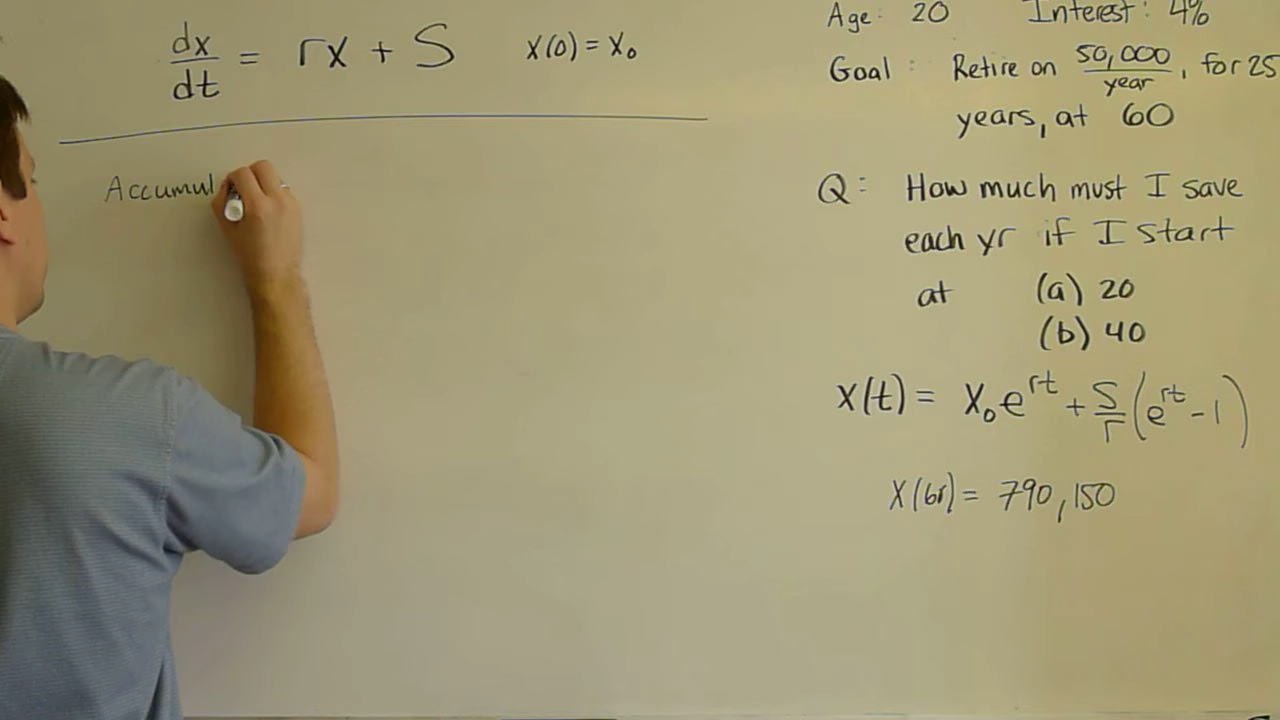 dx/dt = rx + S x(0) = x₀
Accumul
Age: 20 Interest: 4%
Goal: Retire on 50,000/year, for 25
years, at 60
Q: How much must I save
each yr if I start
at (a) 20
(b) 40
x(t) = x₀e^rt + S/r (e^rt - 1)
x(60) = 790,150